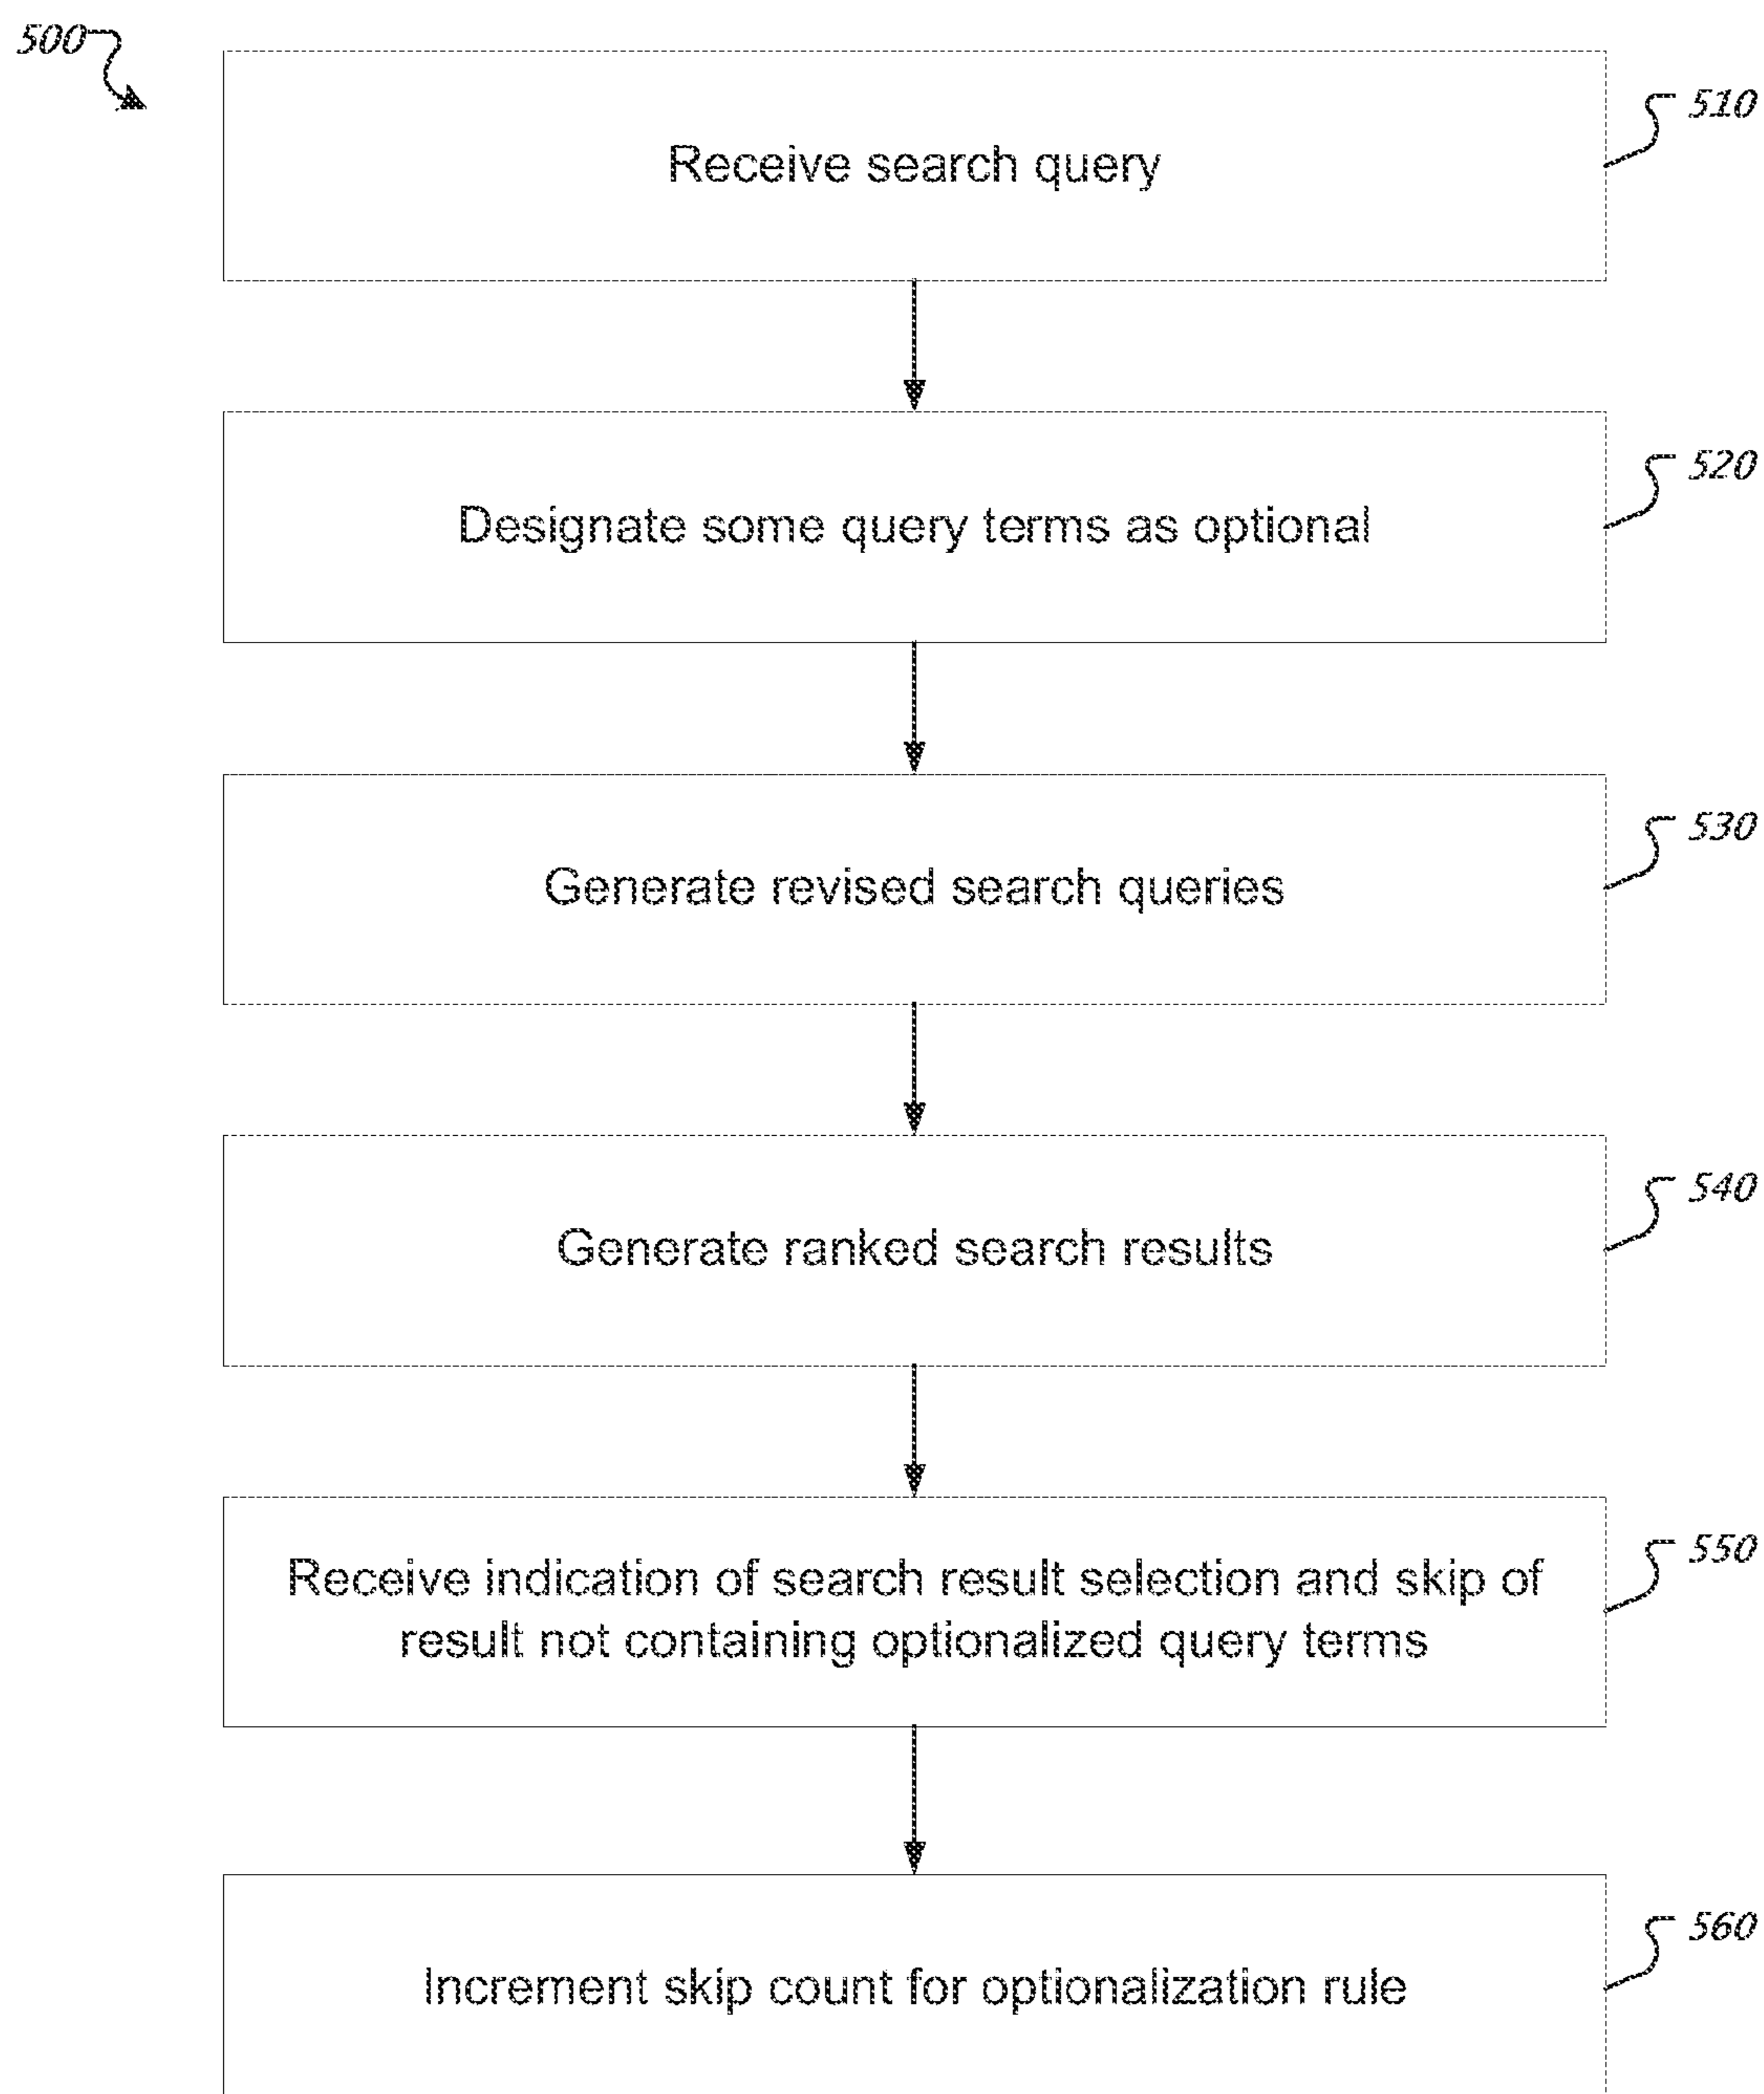 500
Receive search query
510
Designate some query terms as optional
520
Generate revised search queries
530
Generate ranked search results
540
Receive indication of search result selection and skip of
result not containing optionalized query terms
550
Increment skip count for optionalization rule
560